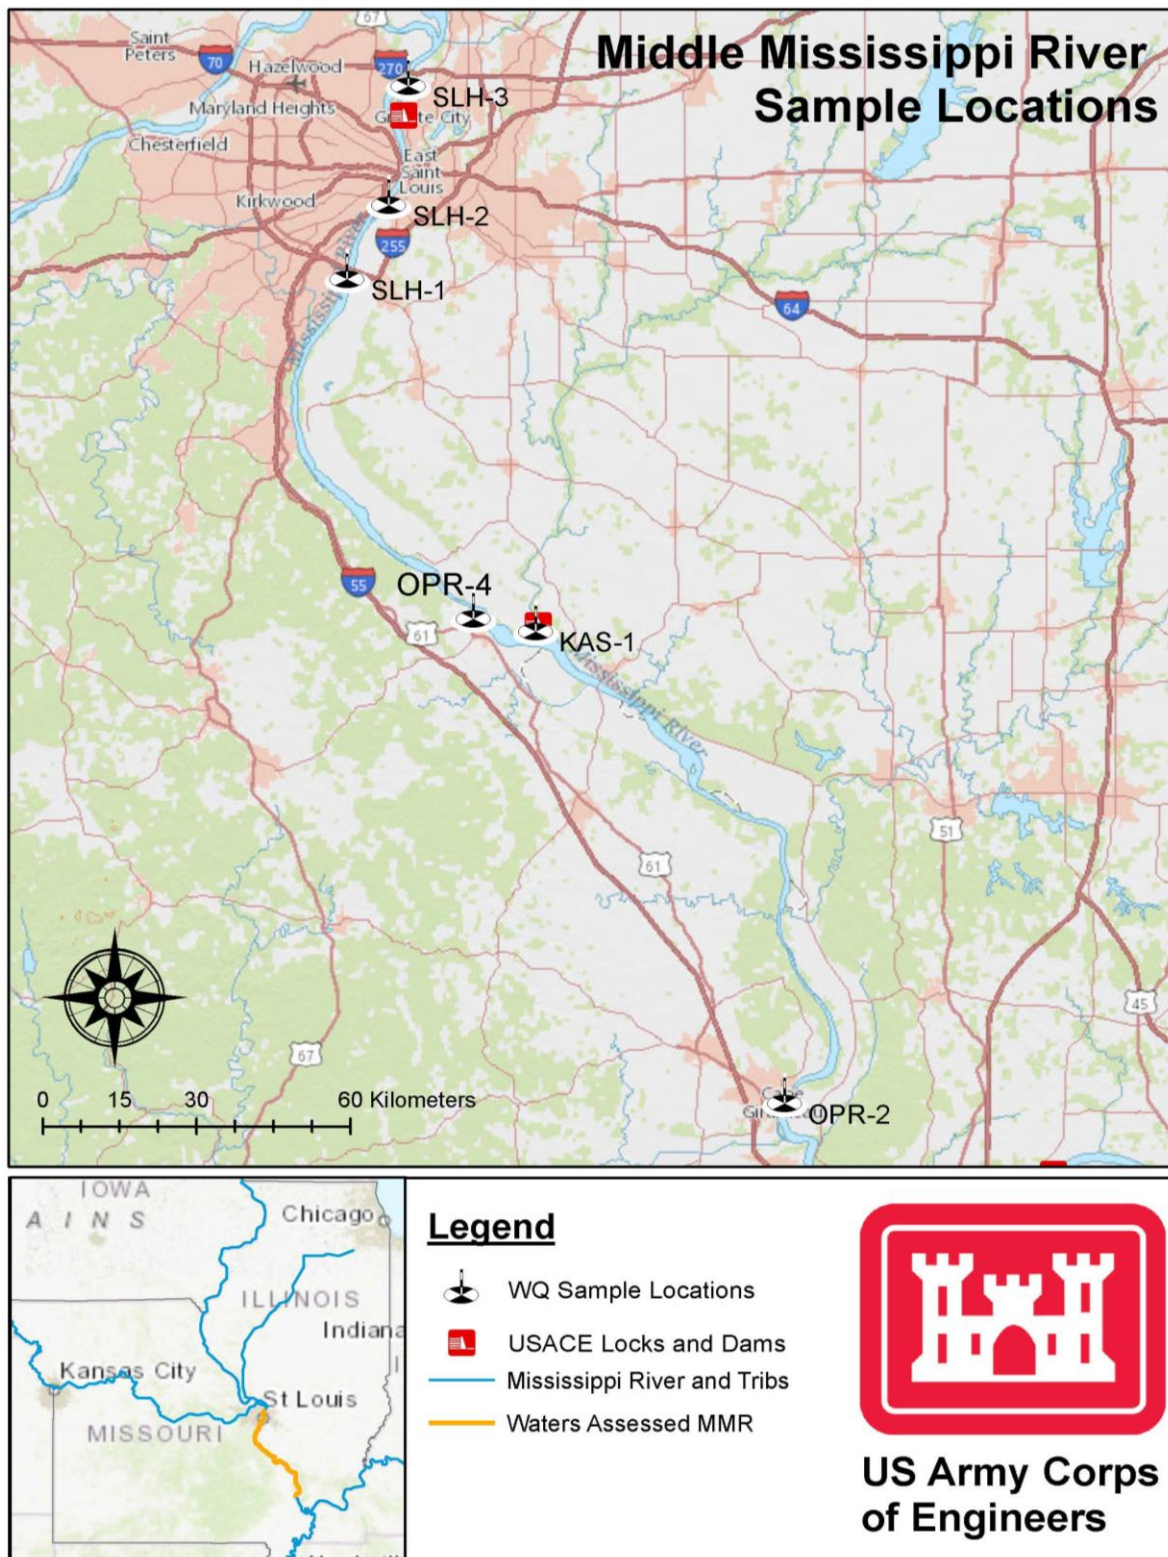 Middle Mississippi River
Sample Locations
67
Saint
Peters
70
Hazelwood
270
SLH-3
Maryland Heights
Chesterfield
East
Saint
Louis
Kirkwood
SLH-2
255
SLH-1
64
OPR-4
55
61
KAS-1
Mississippi River
51
61
45
67
0 15 30 60 Kilometers
OPR-2
IOWA
A I N S
Chicago
ILLINOIS
Indiana
Kansas City
St Louis
MISSOURI
Legend
WQ Sample Locations
USACE Locks and Dams
Mississippi River and Tribs
Waters Assessed MMR
US Army Corps
of Engineers